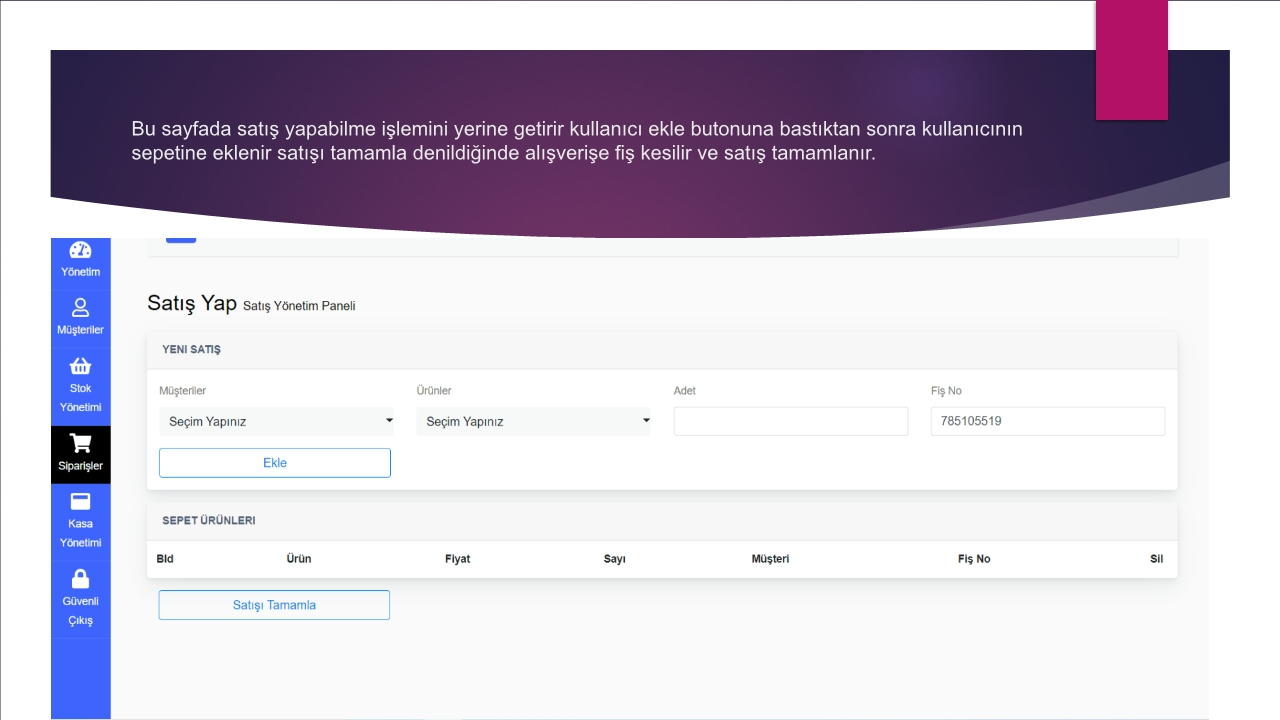 Bu sayfada satış yapabilme işlemini yerine getirir kullanıcı ekle butonuna bastıktan sonra kullanıcının
sepetine eklenir satışı tamamla denildiğinde alışverişe fiş kesilir ve satış tamamlanır.
Yönetim
Müşteriler
Stok
Yönetimi
Siparişler
Kasa
Yönetimi
Güvenli
Çıkış
Satış Yap Satış Yönetim Paneli
YENI SATIŞ
Müşteriler Ürünler Adet Fiş No
Seçim Yapınız Seçim Yapınız 785105519
Ekle
SEPET ÜRÜNLERI
BId Ürün Fiyat Sayı Müşteri Fiş No Sil
Satışı Tamamla